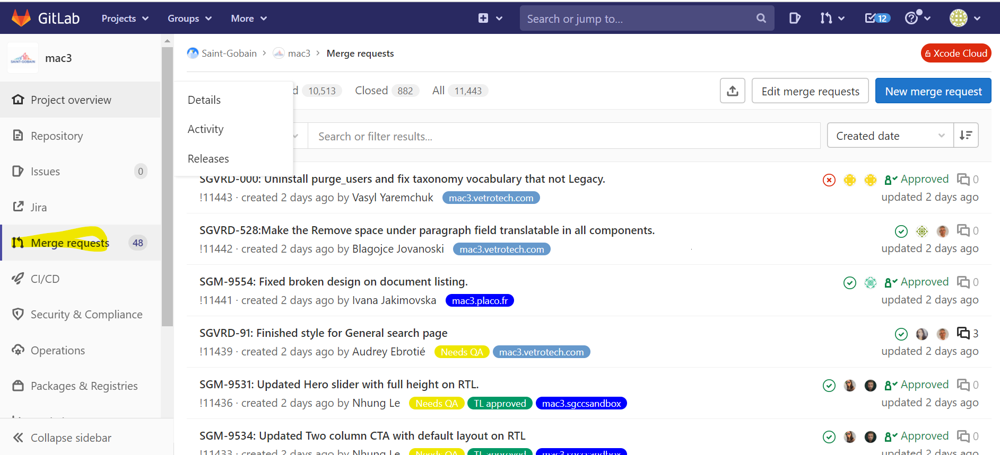 GitLab Projects Groups More Search or jump to... 12
SAINT-GOBAIN mac3
Saint-Gobain > mac3 > Merge requests Xcode Cloud
Project overview
Repository
Issues 0
Jira
Merge requests 48
CI/CD
Security & Compliance
Operations
Packages & Registries
Collapse sidebar
Details
Activity
Releases
d 10,513 Closed 882 All 11,443 Edit merge requests New merge request
Search or filter results... Created date
SGVRD-000: Uninstall purge_users and fix taxonomy vocabulary that not Legacy. Approved 0
!11443 · created 2 days ago by Vasyl Yaremchuk mac3.vetrotech.com updated 2 days ago
SGVRD-528:Make the Remove space under paragraph field translatable in all components. 0
!11442 · created 2 days ago by Blagojce Jovanoski mac3.vetrotech.com updated 2 days ago
SGM-9554: Fixed broken design on document listing. Approved 0
!11441 · created 2 days ago by Ivana Jakimovska mac3.placo.fr updated 2 days ago
SGVRD-91: Finished style for General search page 3
!11439 · created 2 days ago by Audrey Ebrotié Needs QA mac3.vetrotech.com updated 2 days ago
SGM-9531: Updated Hero slider with full height on RTL. Approved 0
!11436 · created 2 days ago by Nhung Le Needs QA TL approved mac3.sgccsandbox updated 2 days ago
SGM-9534: Updated Two column CTA with default layout on RTL Approved 0
!11433 · created 2 days ago by Nhung Le Needs QA TL approved mac3.sgccsandbox updated 2 days ago